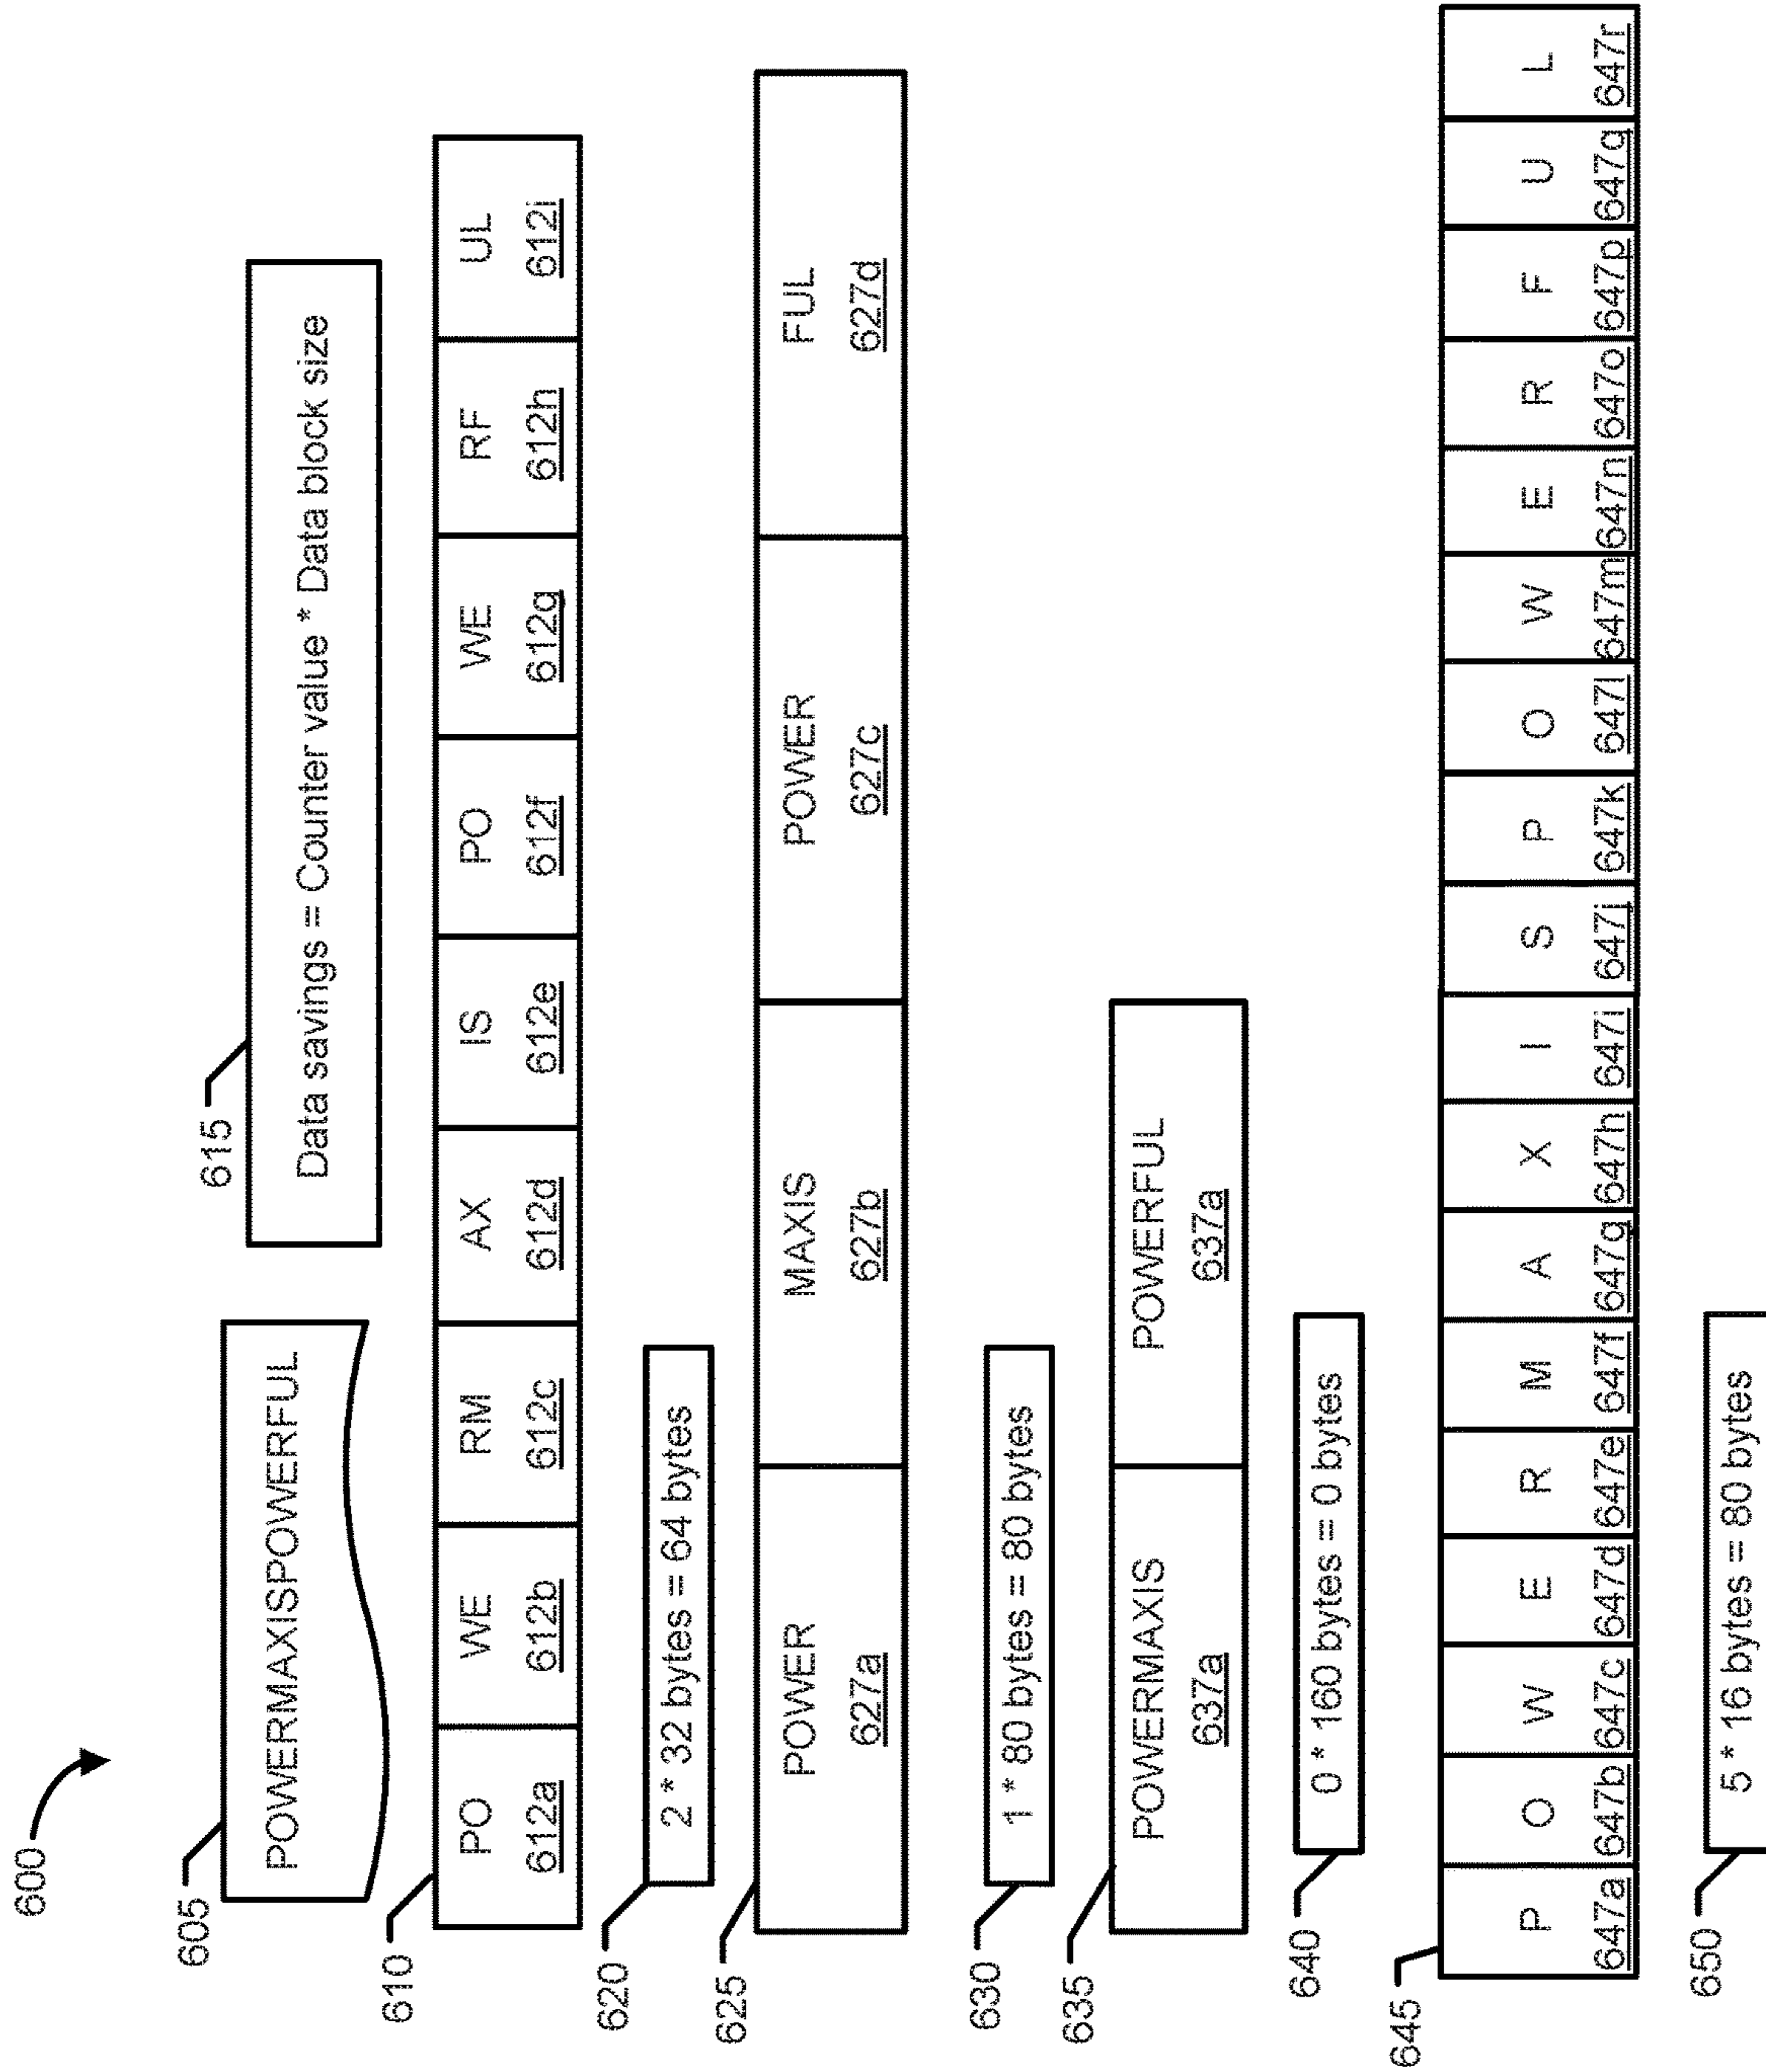 600
605
POWERMAXISPOWERFUL
615
Data savings = Counter value * Data block size
610
PO WE RM AX IS PO WE RF UL
612a 612b 612c 612d 612e 612f 612g 612h 612i
620
2 * 32 bytes = 64 bytes
625
POWER MAXIS POWER FUL
627a 627b 627c 627d
630
1 * 80 bytes = 80 bytes
635
POWERMAXIS POWERFUL
637a 637a
640
0 * 160 bytes = 0 bytes
645
P O W E R M A X I S P O W E R F U L
647a 647b 647c 647d 647e 647f 647g 647h 647i 647j 647k 647l 647m 647n 647o 647p 647q 647r
650
5 * 16 bytes = 80 bytes